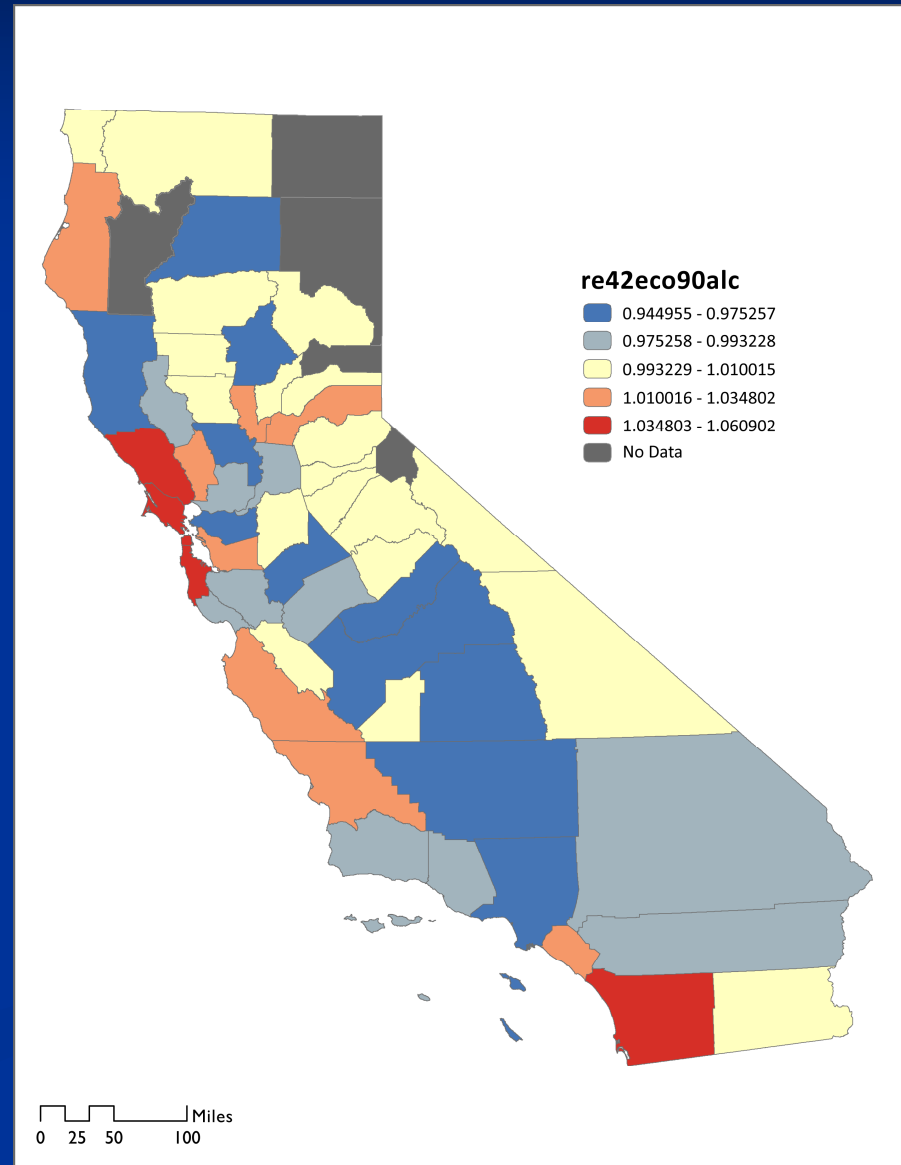 re42eco90alc
0.944955 - 0.975257
0.975258 - 0.993228
0.993229 - 1.010015
1.010016 - 1.034802
1.034803 - 1.060902
No Data
Miles
0 25 50 100